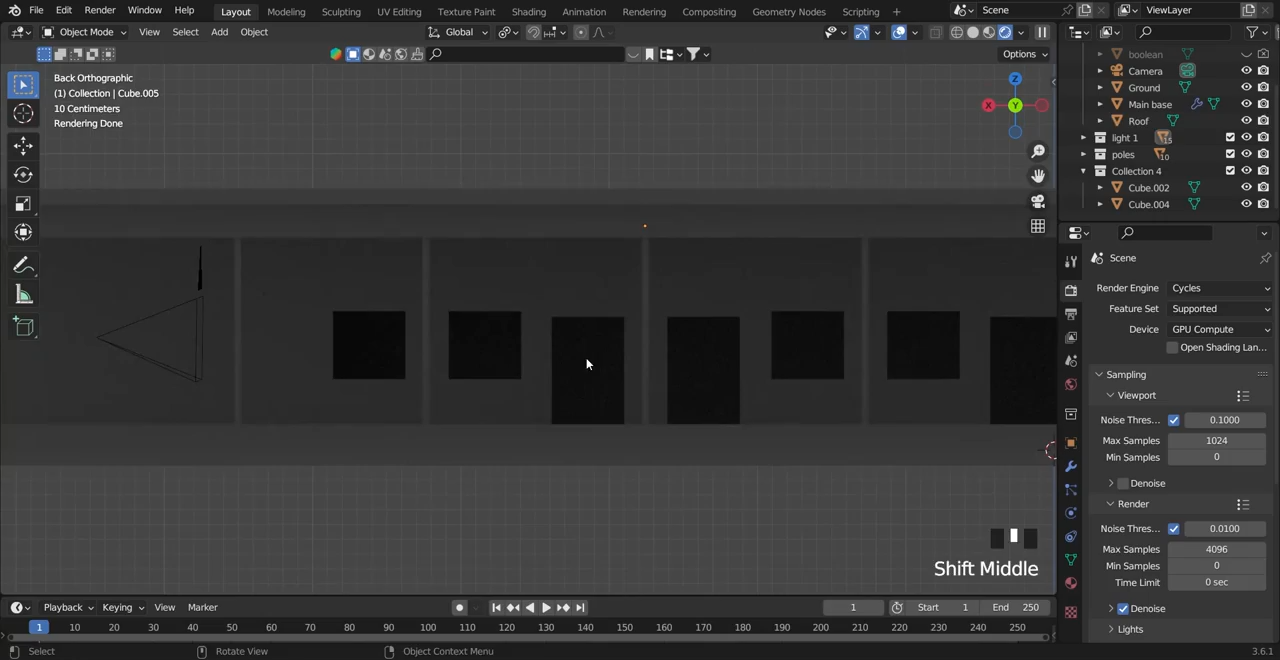 File Edit Render Window Help Layout Modeling Sculpting UV Editing Texture Paint Shading Animation Rendering Compositing Geometry Nodes Scripting + Scene ViewLayer
Object Mode View Select Add Object Global
Options
Back Orthographic
(1) Collection | Cube.005
10 Centimeters
Rendering Done
Z
X
Y
boolean
Camera
Ground
Main base
Roof
light 1 15
poles 10
Collection 4
Cube.002
Cube.004
Scene
Render Engine Cycles
Feature Set Supported
Device GPU Compute
Open Shading Lan...
Sampling
Viewport
Noise Thres... 0.1000
Max Samples 1024
Min Samples 0
Denoise
Render
Noise Thres... 0.0100
Max Samples 4096
Min Samples 0
Time Limit 0 sec
Denoise
Lights
Shift Middle
Playback Keying View Marker 1 Start 1 End 250
1 10 20 30 40 50 60 70 80 90 100 110 120 130 140 150 160 170 180 190 200 210 220 230 240 250
Select Rotate View Object Context Menu 3.6.1